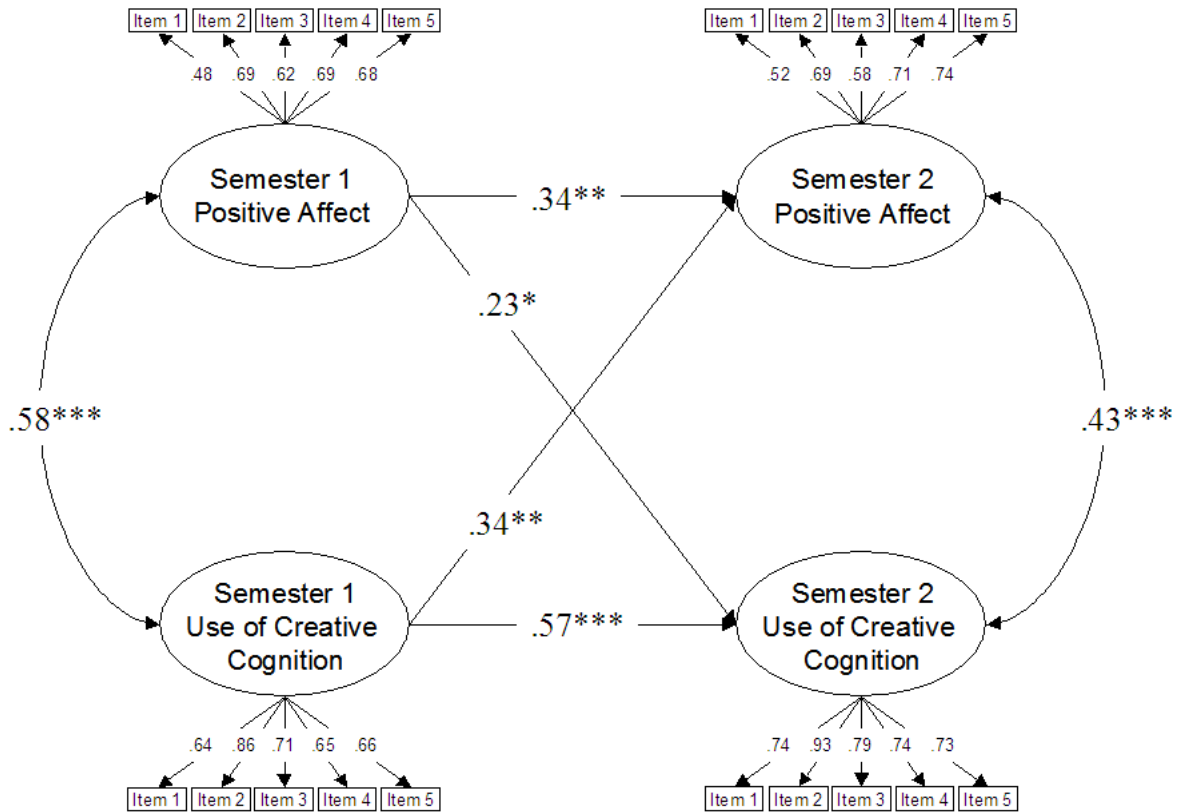 Item 1 Item 2 Item 3 Item 4 Item 5
.48 .69 .62 .69 .68
Item 1 Item 2 Item 3 Item 4 Item 5
.52 .69 .58 .71 .74
Semester 1
Positive Affect
.34**
Semester 2
Positive Affect
.23*
.58***
.43***
.34**
Semester 1
Use of Creative
Cognition
.57***
Semester 2
Use of Creative
Cognition
.64 .86 .71 .65 .66
Item 1 Item 2 Item 3 Item 4 Item 5
.74 .93 .79 .74 .73
Item 1 Item 2 Item 3 Item 4 Item 5